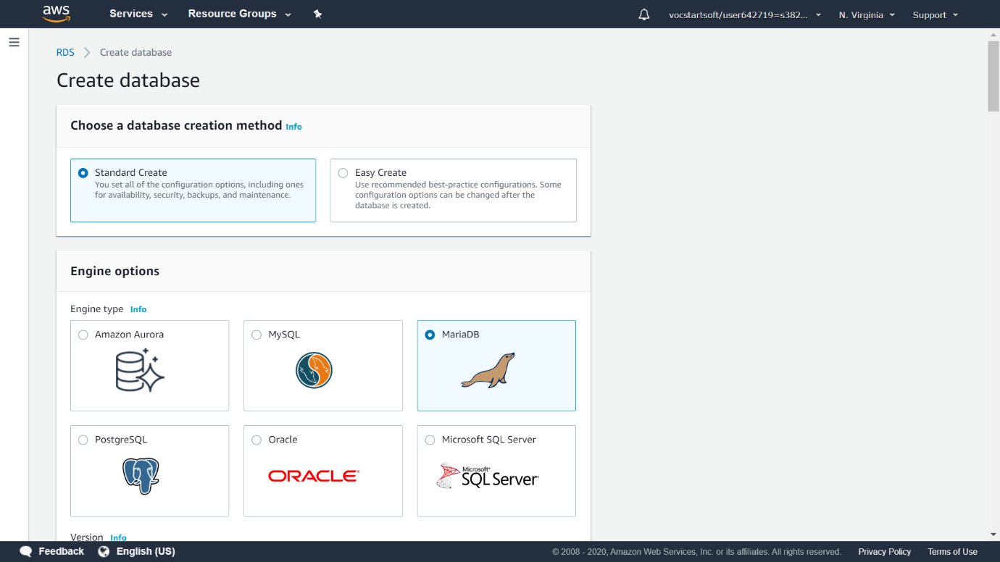 aws
Services
Resource Groups
vocstartsoft/user642719=s382...
N. Virginia
Support
RDS
Create database
Create database
Choose a database creation method Info
Standard Create
You set all of the configuration options, including ones
for availability, security, backups, and maintenance.
Easy Create
Use recommended best-practice configurations. Some
configuration options can be changed after the
database is created.
Engine options
Engine type Info
Amazon Aurora
MySQL
MariaDB
PostgreSQL
Oracle
ORACLE
Microsoft SQL Server
Microsoft
SQL Server
Version Info
Feedback
English (US)
© 2008 - 2020, Amazon Web Services, Inc. or its affiliates. All rights reserved.
Privacy Policy
Terms of Use